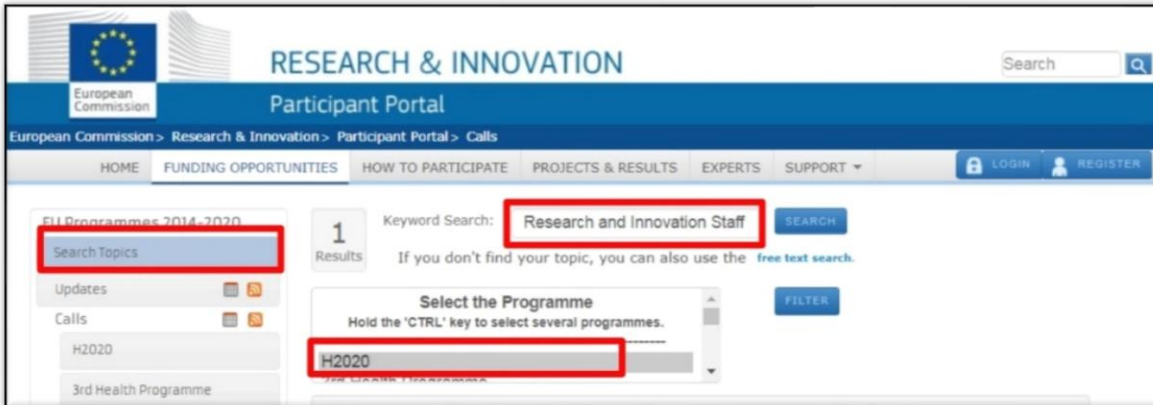 RESEARCH & INNOVATION
Search
European
Commission
Participant Portal
European Commission > Research & Innovation > Participant Portal > Calls
HOME FUNDING OPPORTUNITIES HOW TO PARTICIPATE PROJECTS & RESULTS EXPERTS SUPPORT LOGIN REGISTER
EU Programmes 2014-2020
Search Topics
Updates
Calls
H2020
3rd Health Programme
1
Results
Keyword Search: Research and Innovation Staff SEARCH
If you don't find your topic, you can also use the free text search.
Select the Programme
Hold the 'CTRL' key to select several programmes.
FILTER
H2020
3rd Health Programme